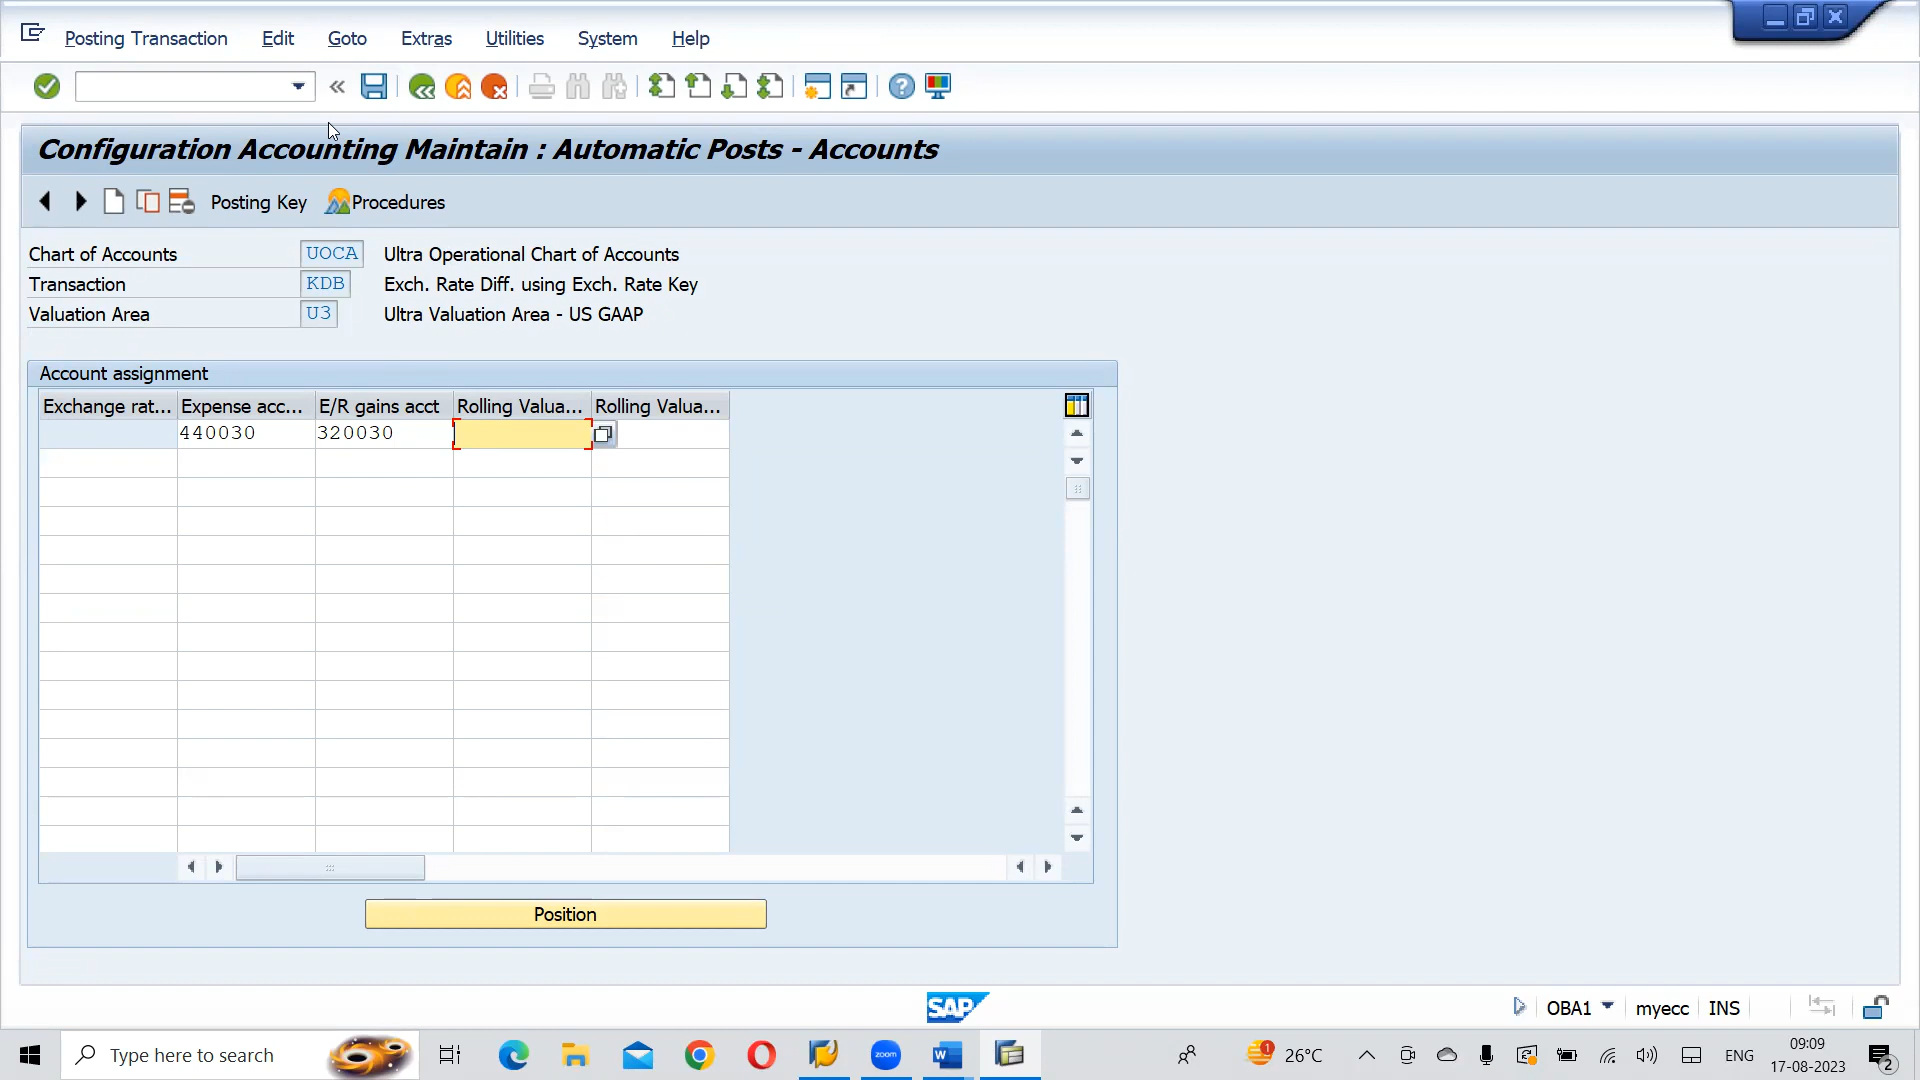 Posting Transaction Edit Goto Extras Utilities System Help
Configuration Accounting Maintain : Automatic Posts - Accounts
Posting Key Procedures
Chart of Accounts UOCA Ultra Operational Chart of Accounts
Transaction KDB Exch. Rate Diff. using Exch. Rate Key
Valuation Area U3 Ultra Valuation Area - US GAAP
Account assignment
Exchange rat... Expense acc... E/R gains acct Rolling Valua... Rolling Valua...
440030 320030
Position
SAP OBA1 myecc INS
Type here to search zoom W 1 26°C ENG 09:09
17-08-2023 2